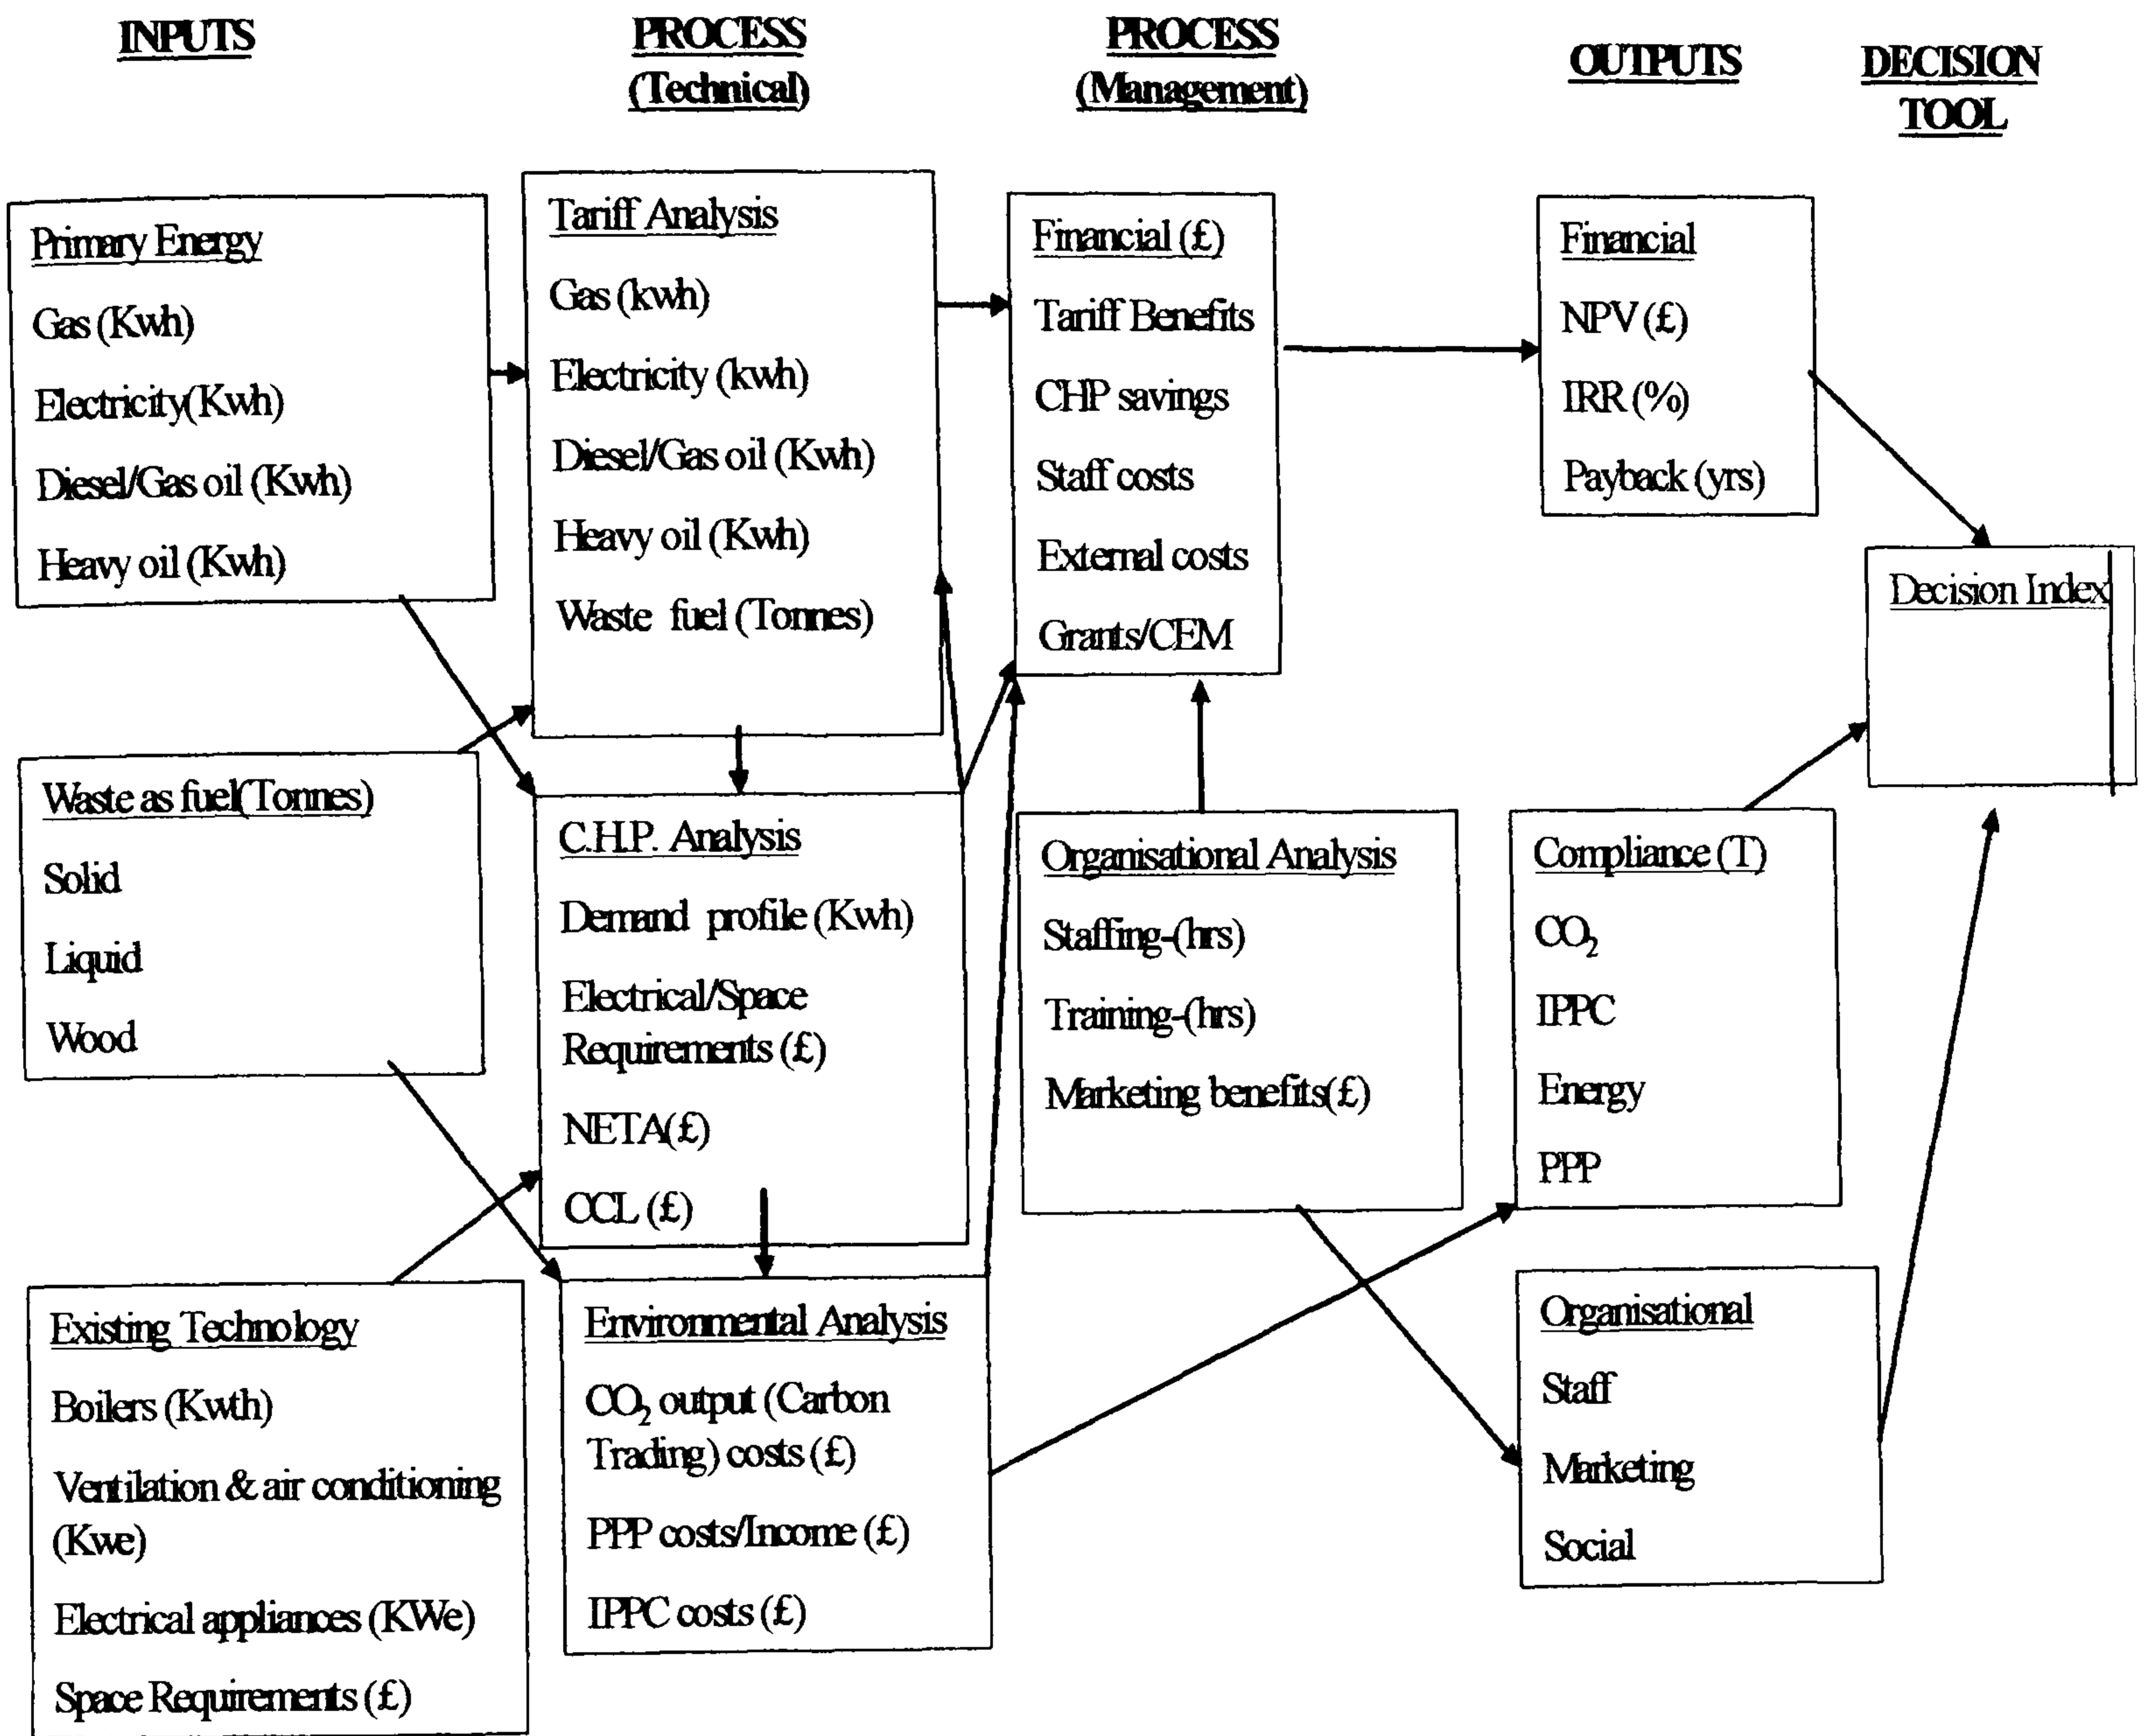 INPUTS
PROCESS
(Technical)
PROCESS
(Management)
OUTPUTS
DECISION
TOOL
Primary Energy
Gas (Kwh)
Electricity(Kwh)
Diesel/Gas oil (Kwh)
Heavy oil (Kwh)
Waste as fuel(Tonnes)
Solid
Liquid
Wood
Existing Technology
Boilers (Kwth)
Ventilation & air conditioning
(Kwe)
Electrical appliances (KWe)
Space Requirements (£)
Tariff Analysis
Gas (kwh)
Electricity (kwh)
Diesel/Gas oil (Kwh)
Heavy oil (Kwh)
Waste fuel (Tonnes)
C.H.P. Analysis
Demand profile (Kwh)
Electrical/Space
Requirements (£)
NETA(£)
CCL (£)
Environmental Analysis
CO₂ output (Carbon
Trading) costs (£)
PPP costs/Income (£)
IPPC costs (£)
Financial (£)
Tariff Benefits
CHP savings
Staff costs
External costs
Grants/CEM
Organisational Analysis
Staffing-(hrs)
Training-(hrs)
Marketing benefits(£)
Financial
NPV (£)
IRR (%)
Payback (yrs)
Compliance (T)
CO₂
IPPC
Energy
PPP
Organisational
Staff
Marketing
Social
Decision Index